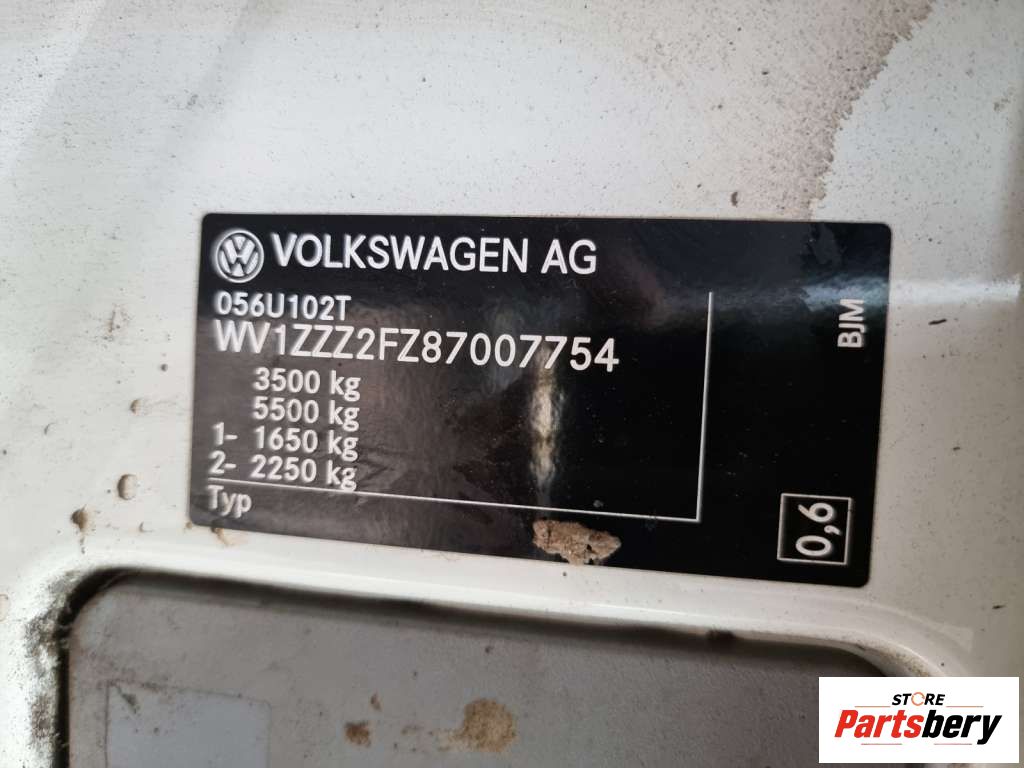 VOLKSWAGEN AG
056U102T
WV1ZZZ2FZ87007754
3500 kg
5500 kg
1- 1650 kg
2- 2250 kg
Typ
BJM
0,6
STORE
Partsbery